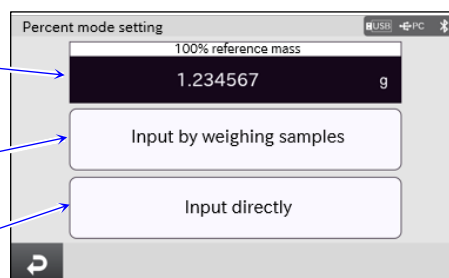 Percent mode setting
USB PC
100% reference mass
1.234567 g
Input by weighing samples
Input directly